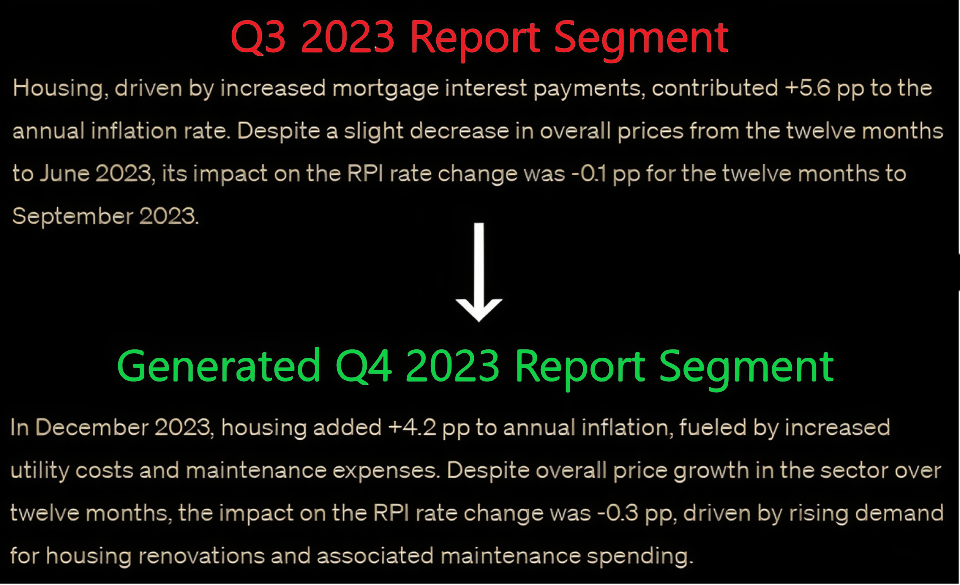 Q3 2023 Report Segment
Housing, driven by increased mortgage interest payments, contributed +5.6 pp to the
annual inflation rate. Despite a slight decrease in overall prices from the twelve months
to June 2023, its impact on the RPI rate change was -0.1 pp for the twelve months to
September 2023.
Generated Q4 2023 Report Segment
In December 2023, housing added +4.2 pp to annual inflation, fueled by increased
utility costs and maintenance expenses. Despite overall price growth in the sector over
twelve months, the impact on the RPI rate change was -0.3 pp, driven by rising demand
for housing renovations and associated maintenance spending.